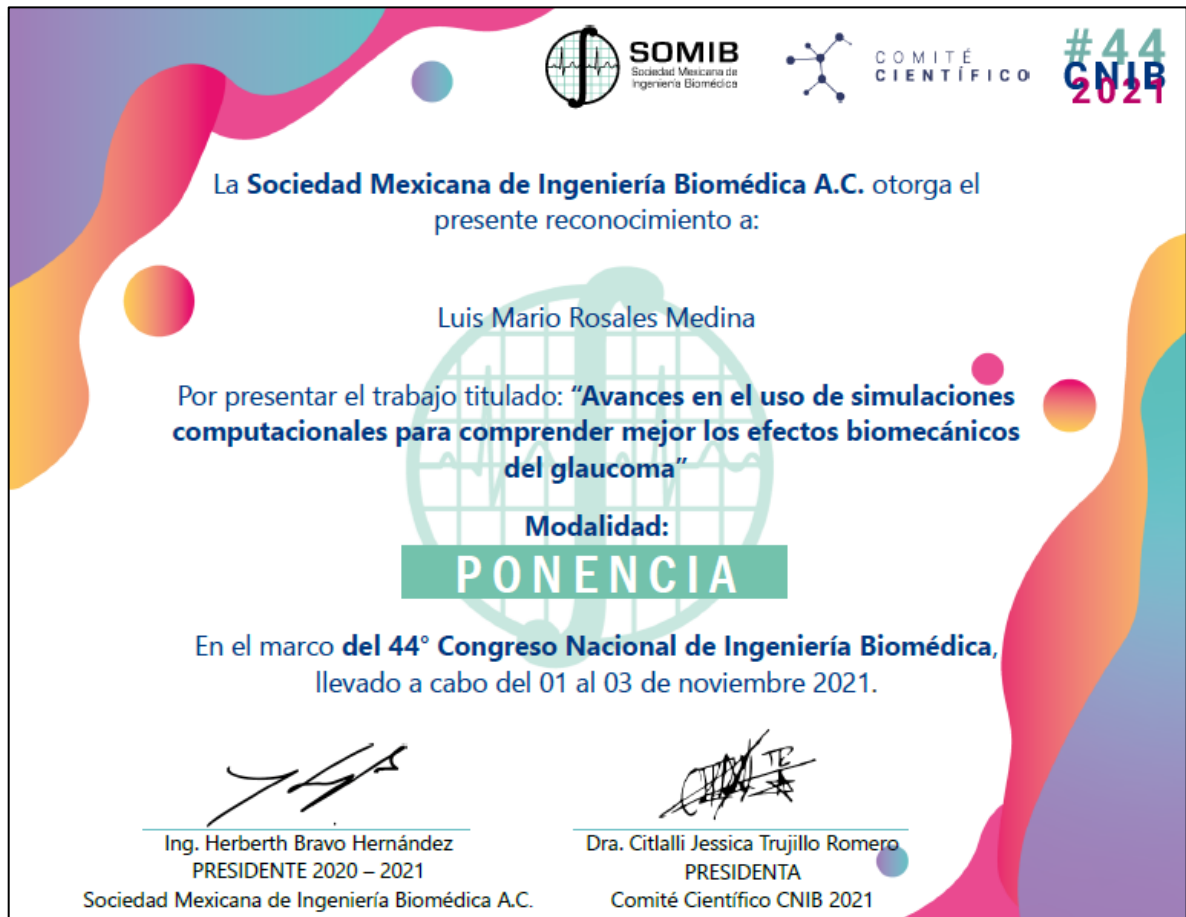 SOMIB
Sociedad Mexicana de
Ingeniería Biomédica
COMITÉ
CIENTÍFICO
#44
CNIB
2021
La Sociedad Mexicana de Ingeniería Biomédica A.C. otorga el
presente reconocimiento a:
Luis Mario Rosales Medina
Por presentar el trabajo titulado: “Avances en el uso de simulaciones
computacionales para comprender mejor los efectos biomecánicos
del glaucoma”
Modalidad:
PONENCIA
En el marco del 44° Congreso Nacional de Ingeniería Biomédica,
llevado a cabo del 01 al 03 de noviembre 2021.
Ing. Herberth Bravo Hernández
PRESIDENTE 2020 – 2021
Sociedad Mexicana de Ingeniería Biomédica A.C.
Dra. Citlalli Jessica Trujillo Romero
PRESIDENTA
Comité Científico CNIB 2021